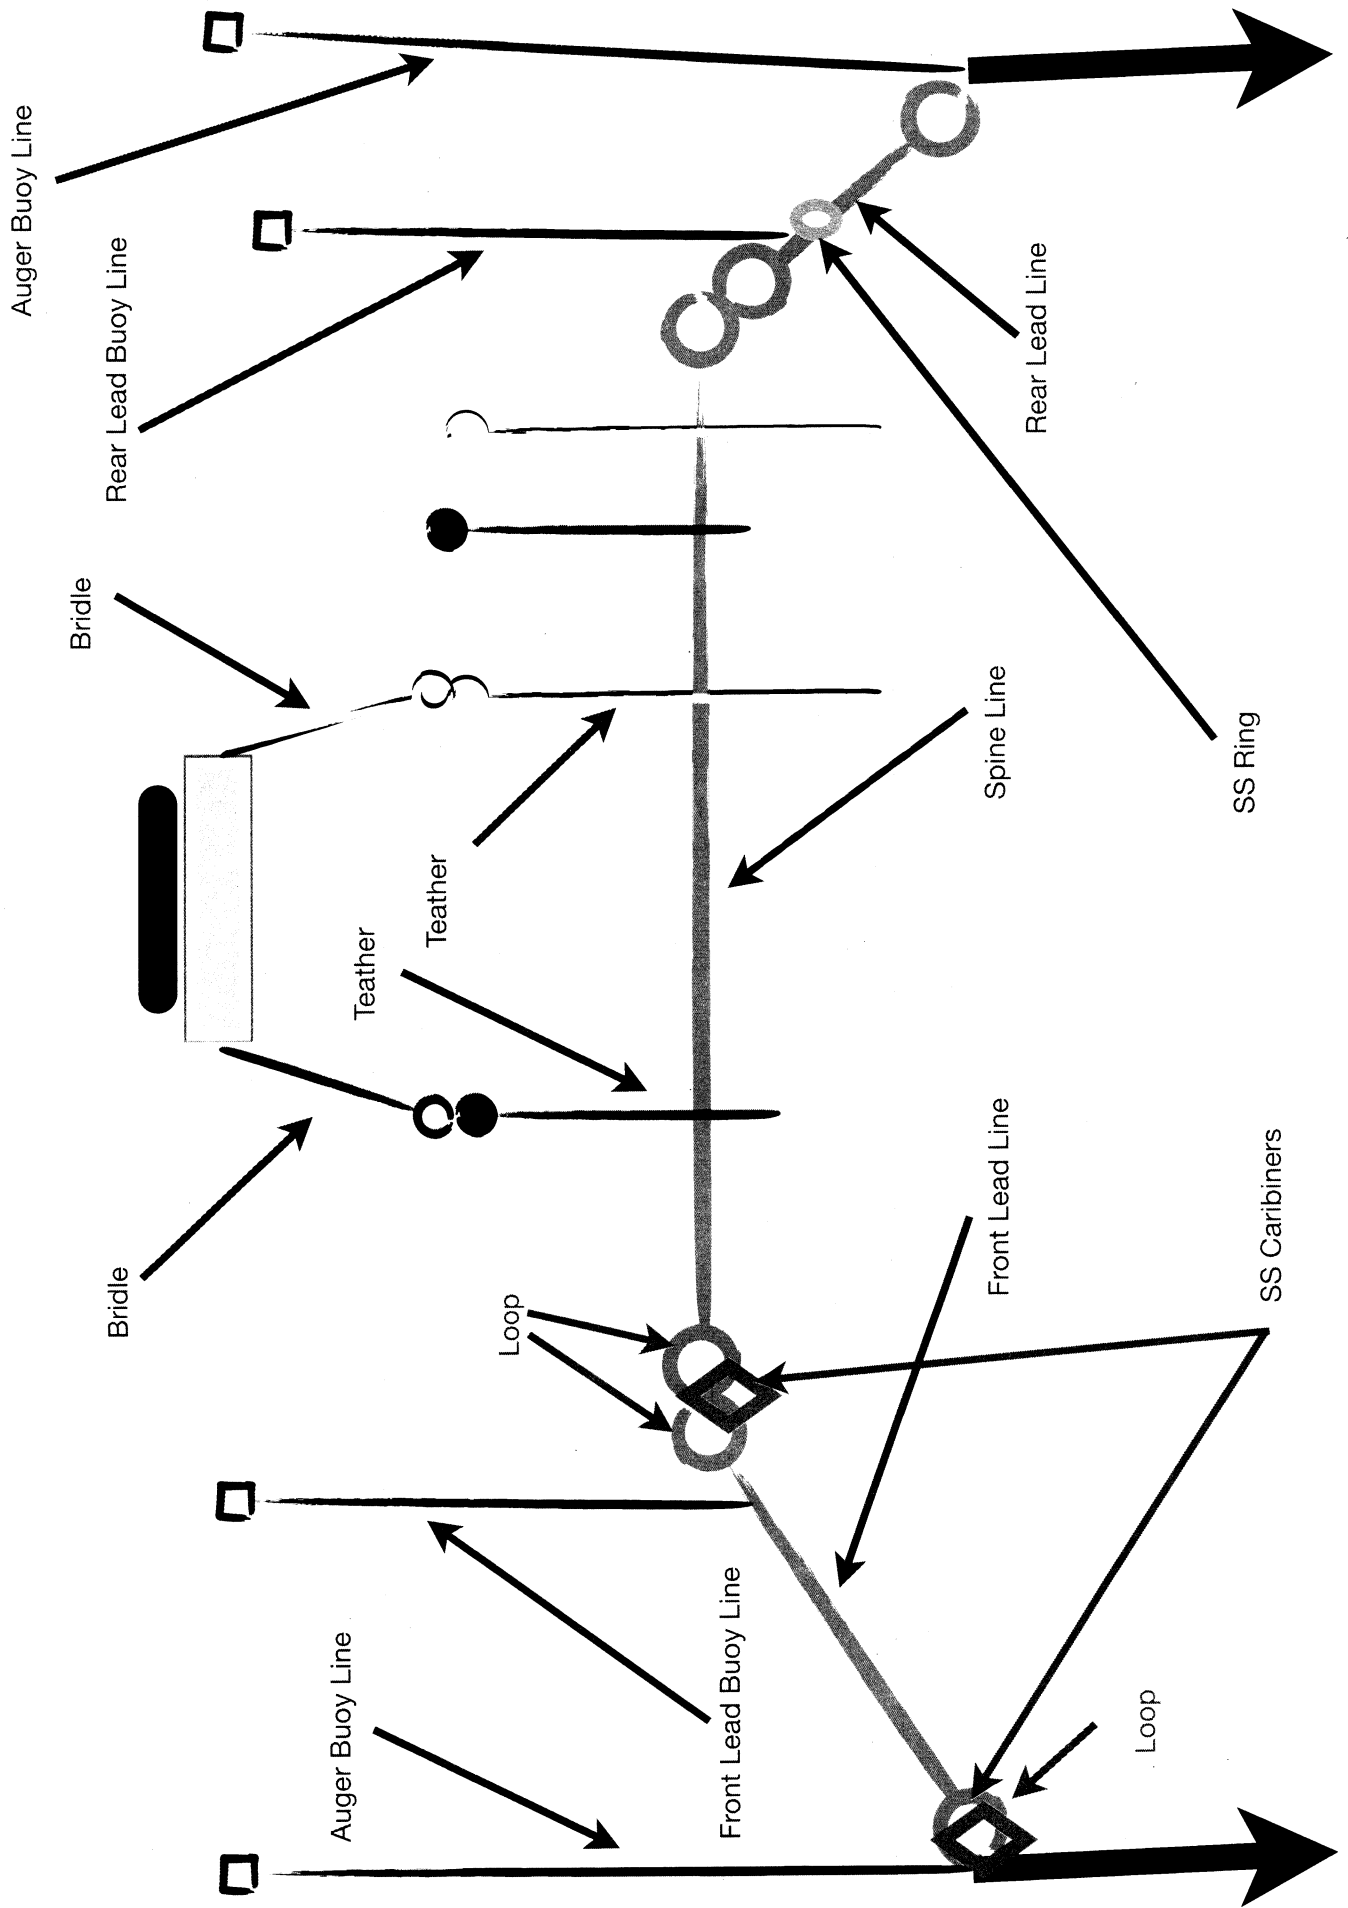 Auger Buoy Line
Rear Lead Buoy Line
Bridle
Teather
Teather
Bridle
Loop
Front Lead Buoy Line
Auger Buoy Line
Rear Lead Line
SS Ring
Spine Line
Front Lead Line
SS Caribiners
Loop